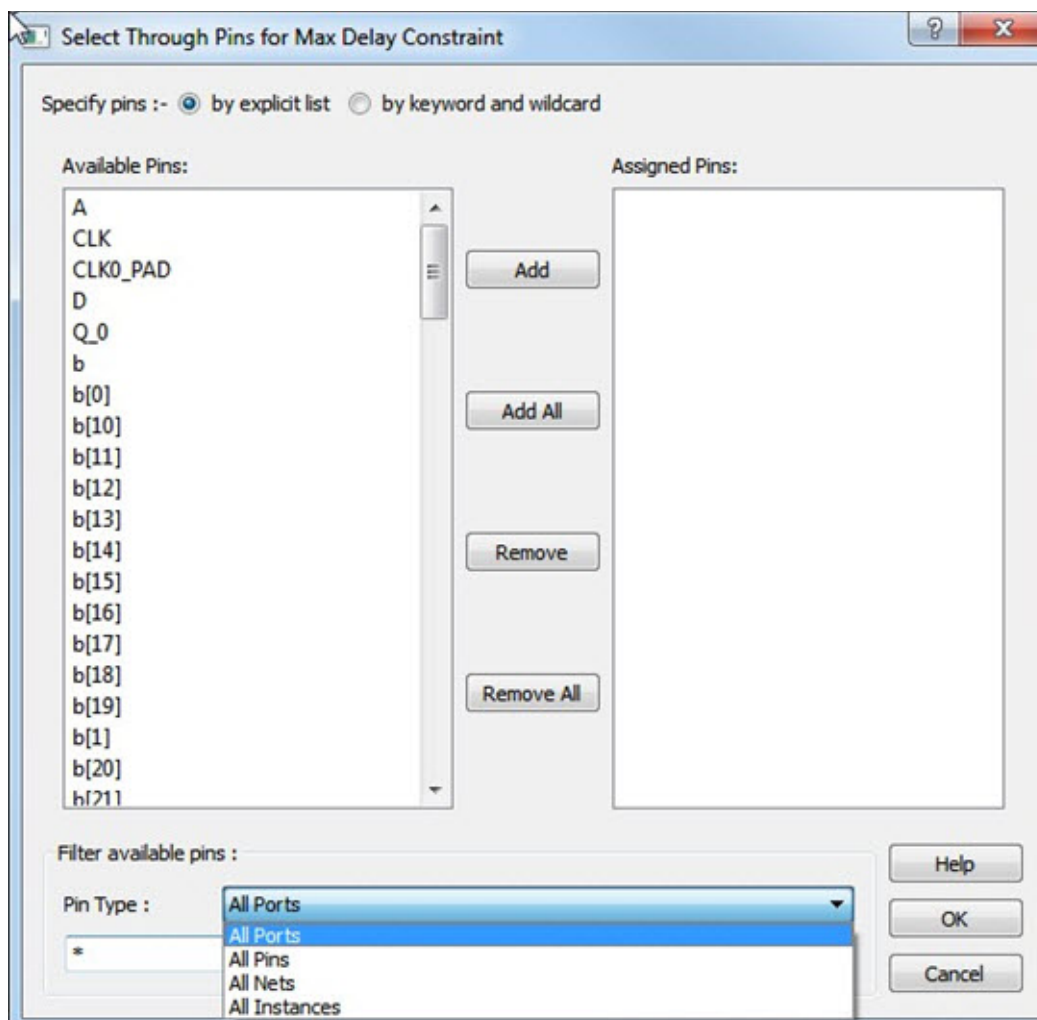 Select Through Pins for Max Delay Constraint
Specify pins :- by explicit list by keyword and wildcard
Available Pins:
A
CLK
CLK0_PAD
D
Q_0
b
b[0]
b[10]
b[11]
b[12]
b[13]
b[14]
b[15]
b[16]
b[17]
b[18]
b[19]
b[1]
b[20]
b[21]
Add
Add All
Remove
Remove All
Assigned Pins:
Filter available pins :
Pin Type : All Ports
*
All Ports
All Pins
All Nets
All Instances
Help
OK
Cancel